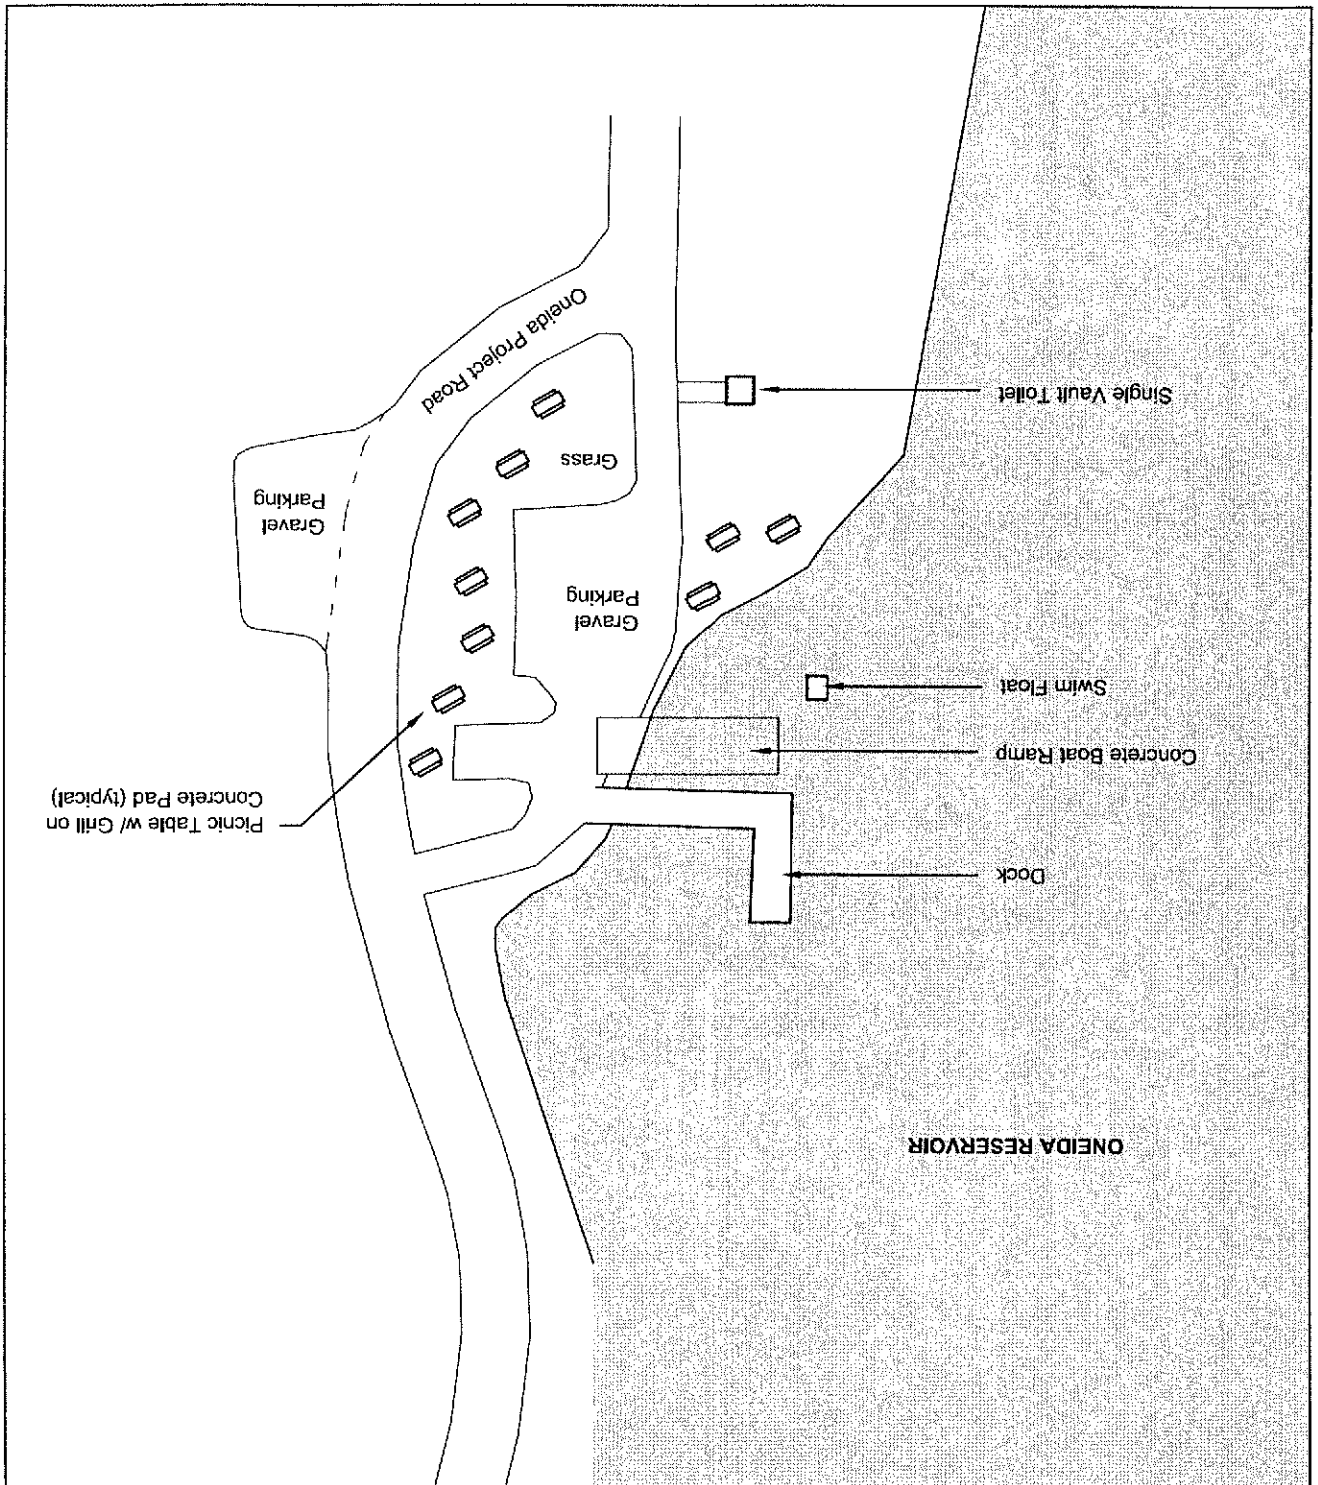 ONEIDA RESERVOIR
Dock
Picnic Table w/ Grill on
Concrete Pad (typical)
Concrete Boat Ramp
Swim Float
Gravel
Parking
Gravel
Parking
Grass
Single Vault Toilet
Oneida Project Road